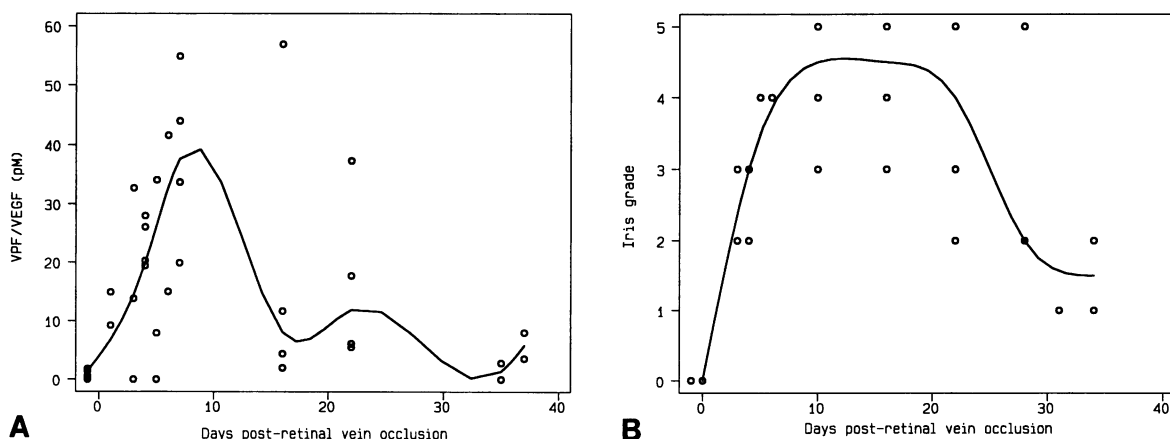 60
50
40
30
20
10
0
VPF/VEGF (pM)
0 10 20 30 40
Days post-retinal vein occlusion
A
5
4
3
2
1
0
Iris grade
0 10 20 30 40
Days post-retinal vein occlusion
B